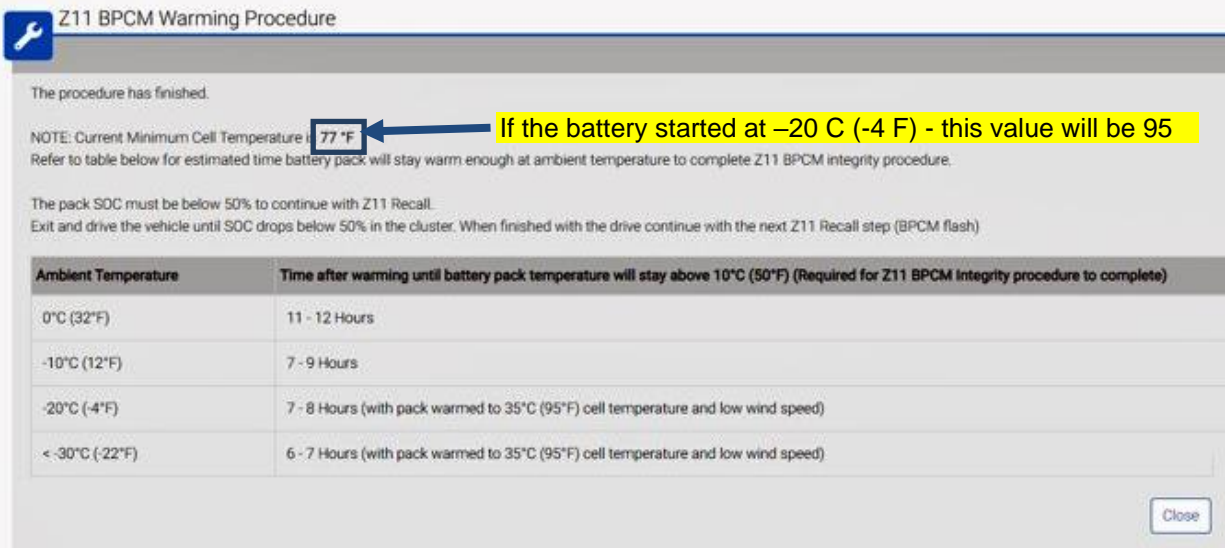 Z11 BPCM Warming Procedure
The procedure has finished.
NOTE: Current Minimum Cell Temperature i 77 °F
If the battery started at –20 C (-4 F) - this value will be 95
Refer to table below for estimated time battery pack will stay warm enough at ambient temperature to complete Z11 BPCM integrity procedure.
The pack SOC must be below 50% to continue with Z11 Recall.
Exit and drive the vehicle until SOC drops below 50% in the cluster. When finished with the drive continue with the next Z11 Recall step (BPCM flash)
Ambient Temperature Time after warming until battery pack temperature will stay above 10°C (50°F) (Required for Z11 BPCM Integrity procedure to complete)
0°C (32°F) 11 - 12 Hours
-10°C (12°F) 7 - 9 Hours
-20°C (-4°F) 7 - 8 Hours (with pack warmed to 35°C (95°F) cell temperature and low wind speed)
< -30°C (-22°F) 6 - 7 Hours (with pack warmed to 35°C (95°F) cell temperature and low wind speed)
Close